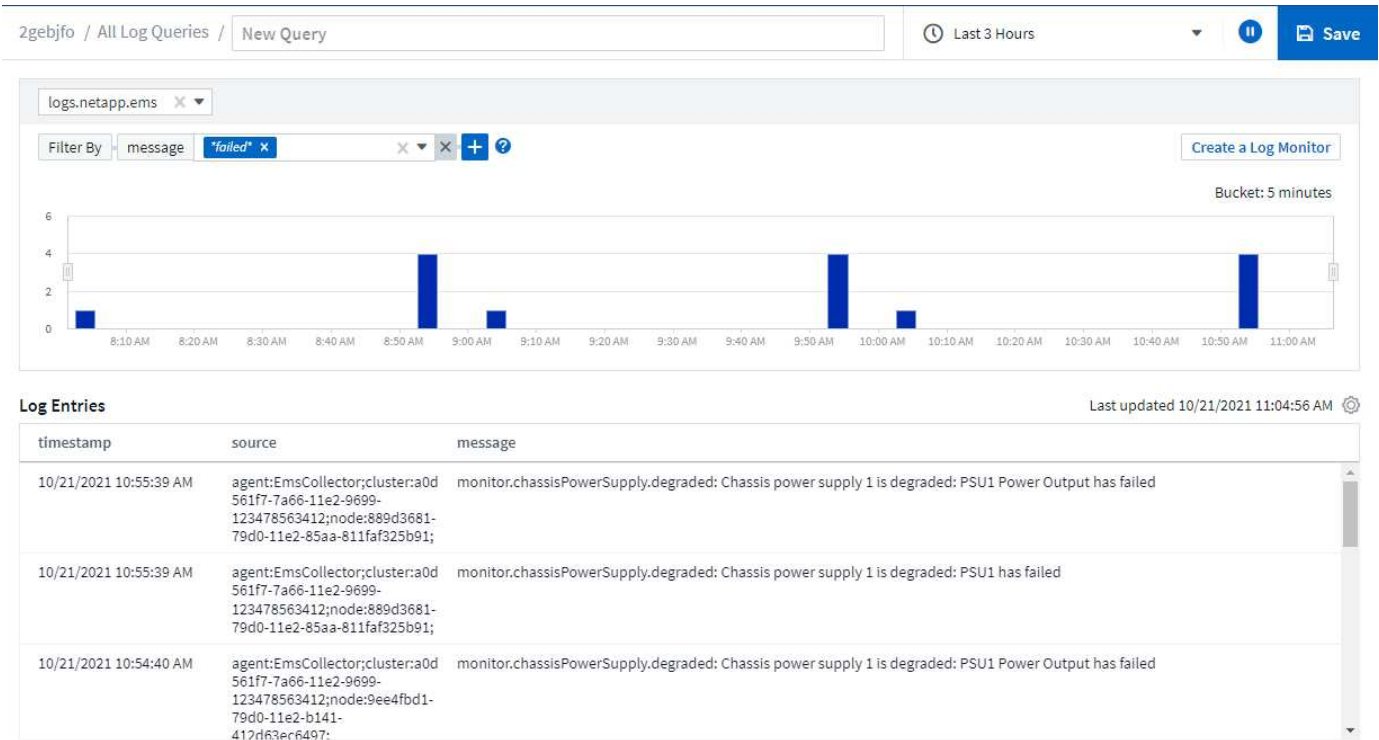 2gebjfo / All Log Queries / New Query Last 3 Hours Save
logs.netapp.ems
Filter By message *failed* Create a Log Monitor
Bucket: 5 minutes
6
4
2
0
8:10 AM 8:20 AM 8:30 AM 8:40 AM 8:50 AM 9:00 AM 9:10 AM 9:20 AM 9:30 AM 9:40 AM 9:50 AM 10:00 AM 10:10 AM 10:20 AM 10:30 AM 10:40 AM 10:50 AM 11:00 AM
Log Entries Last updated 10/21/2021 11:04:56 AM
timestamp source message
10/21/2021 10:55:39 AM agent:EmsCollector;cluster:a0d monitor.chassisPowerSupply.degraded: Chassis power supply 1 is degraded: PSU1 Power Output has failed
561f7-7a66-11e2-9699-
123478563412;node:889d3681-
79d0-11e2-85aa-811faf325b91;
10/21/2021 10:55:39 AM agent:EmsCollector;cluster:a0d monitor.chassisPowerSupply.degraded: Chassis power supply 1 is degraded: PSU1 has failed
561f7-7a66-11e2-9699-
123478563412;node:889d3681-
79d0-11e2-85aa-811faf325b91;
10/21/2021 10:54:40 AM agent:EmsCollector;cluster:a0d monitor.chassisPowerSupply.degraded: Chassis power supply 1 is degraded: PSU1 Power Output has failed
561f7-7a66-11e2-9699-
123478563412;node:9ee4fbd1-
79d0-11e2-b141-
412d63ec6497;